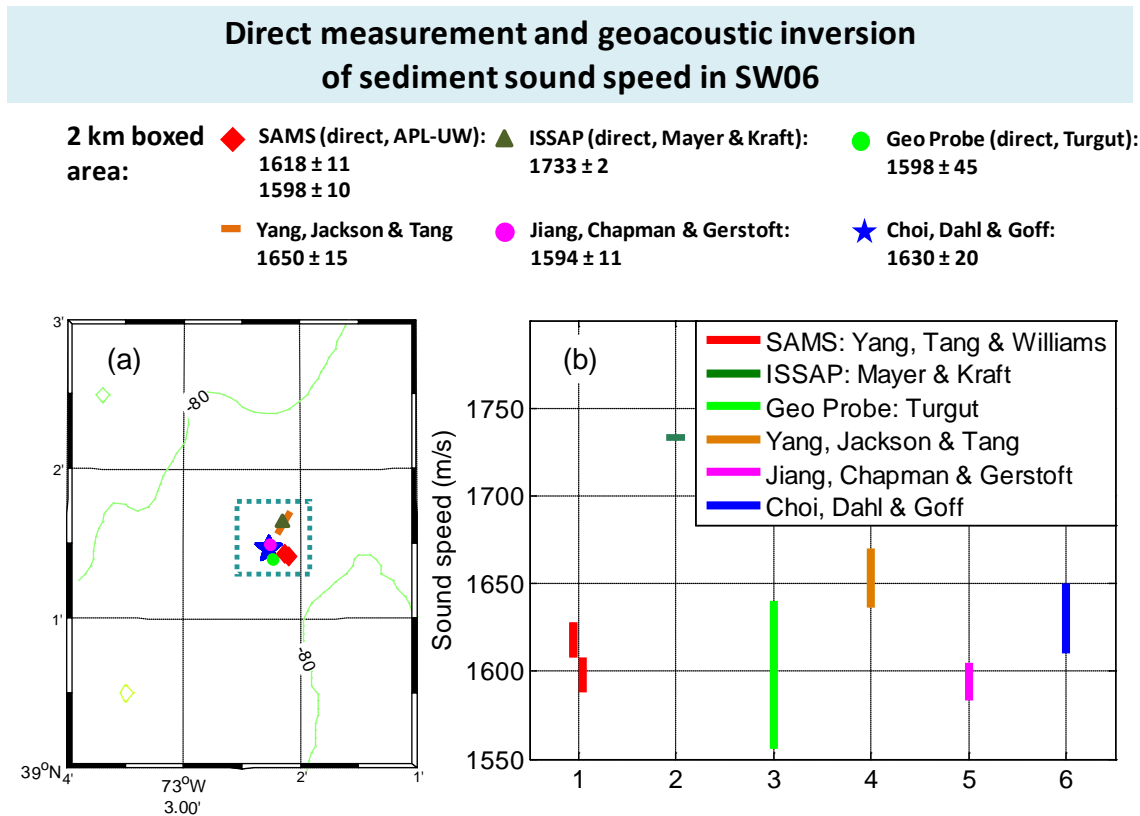 Direct measurement and geoacoustic inversion
of sediment sound speed in SW06
2 km boxed
area:
SAMS (direct, APL-UW):
1618 ± 11
1598 ± 10
ISSAP (direct, Mayer & Kraft):
1733 ± 2
Geo Probe (direct, Turgut):
1598 ± 45
Yang, Jackson & Tang
1650 ± 15
Jiang, Chapman & Gerstoft:
1594 ± 11
Choi, Dahl & Goff:
1630 ± 20
(a)
3'
2'
1'
39°N
4'
73°W
3.00'
2'
1'
-80
-80
(b)
SAMS: Yang, Tang & Williams
ISSAP: Mayer & Kraft
Geo Probe: Turgut
Yang, Jackson & Tang
Jiang, Chapman & Gerstoft
Choi, Dahl & Goff
Sound speed (m/s)
1750
1700
1650
1600
1550
1 2 3 4 5 6